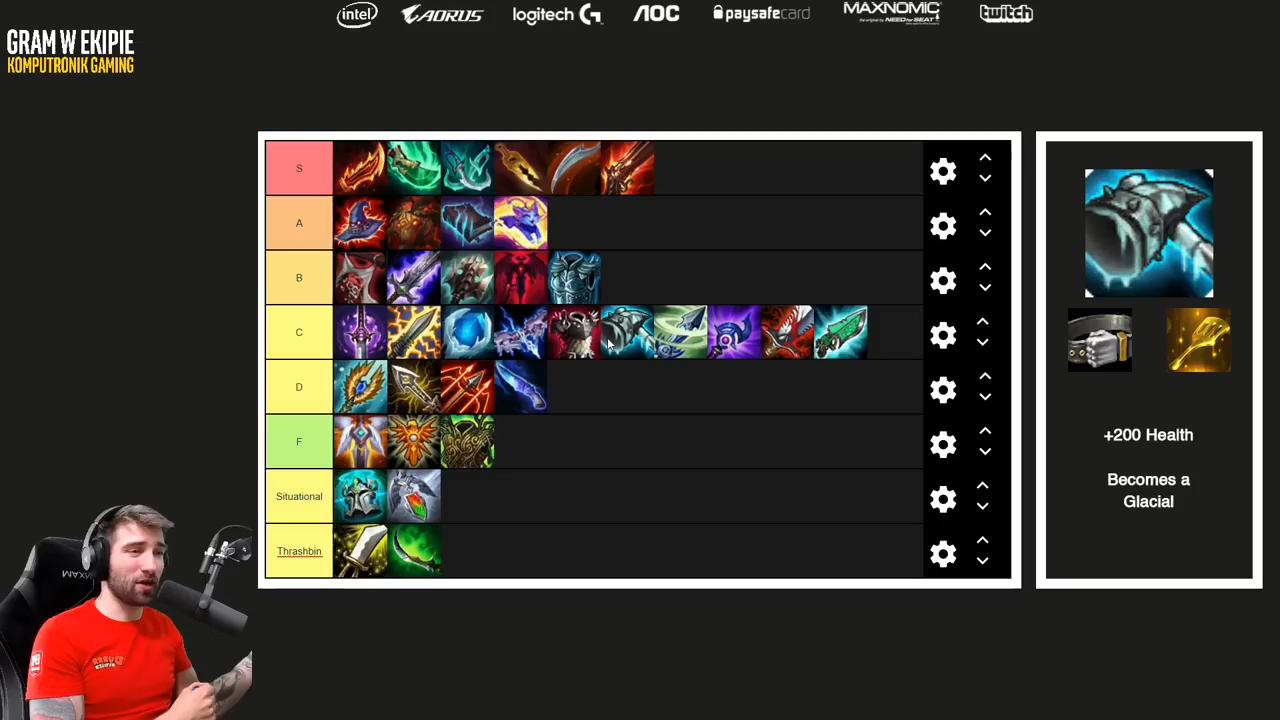 intel
AORUS
logitech G
AOC
paysafecard
MAXNOMIC
twitch
GRAM W EKIPIE
KOMPUTRONIK GAMING
S
A
B
C
D
F
Situational
Thrashbin
+200 Health
Becomes a
Glacial